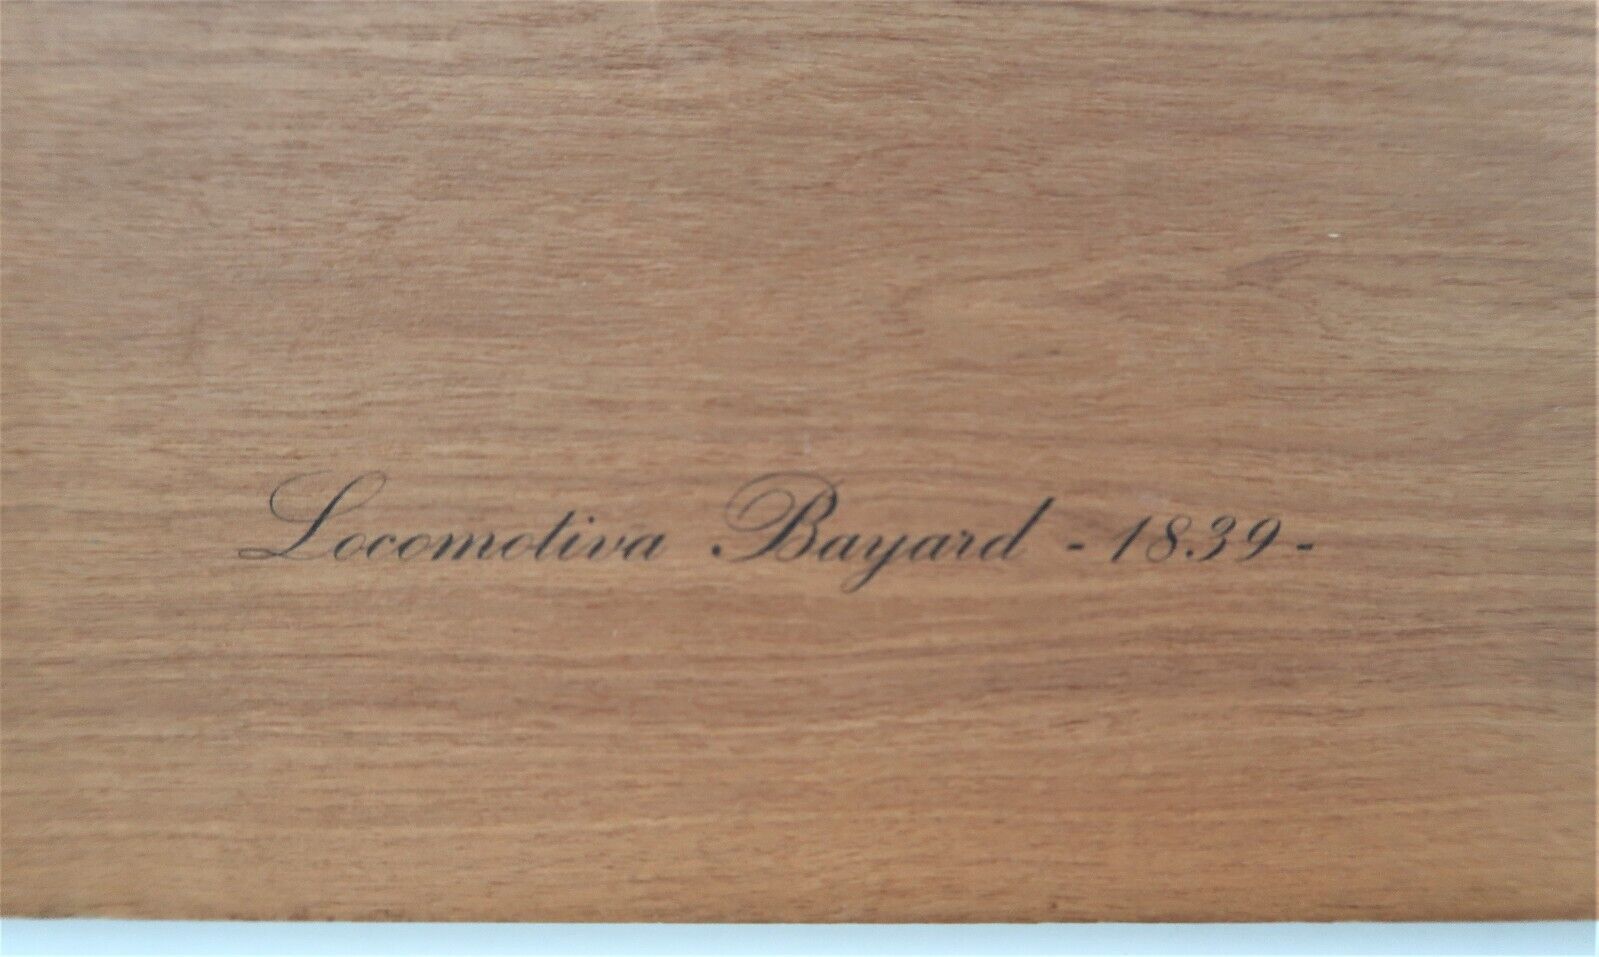 Locomotiva Bayard - 1839 -